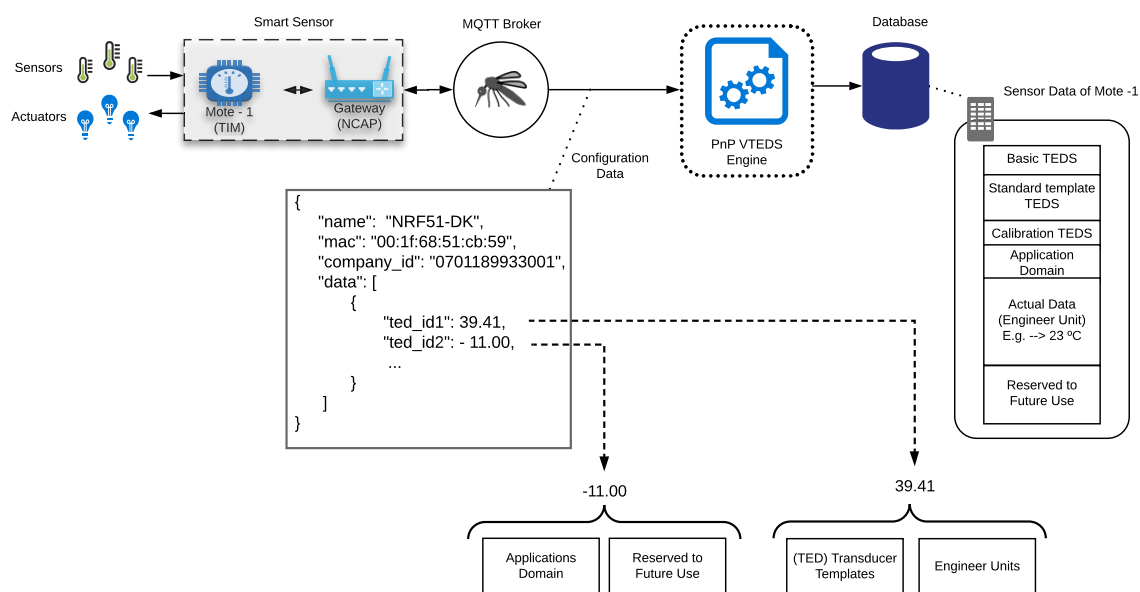 Smart Sensor
MQTT Broker
Database
Sensors
Actuators
Mote - 1
(TIM)
Gateway
(NCAP)
PnP VTEDS
Engine
Sensor Data of Mote -1
Configuration
Data
{
"name":  "NRF51-DK",
"mac": "00:1f:68:51:cb:59",
"company_id": "0701189933001",
"data": [
{
"ted_id1": 39.41,
"ted_id2": - 11.00,
...
}
]
}
Basic TEDS
Standard template
TEDS
Calibration TEDS
Application
Domain
Actual Data
(Engineer Unit)
E.g. --> 23 ºC
Reserved to
Future Use
-11.00
39.41
Applications
Domain
Reserved to
Future Use
(TED) Transducer
Templates
Engineer Units